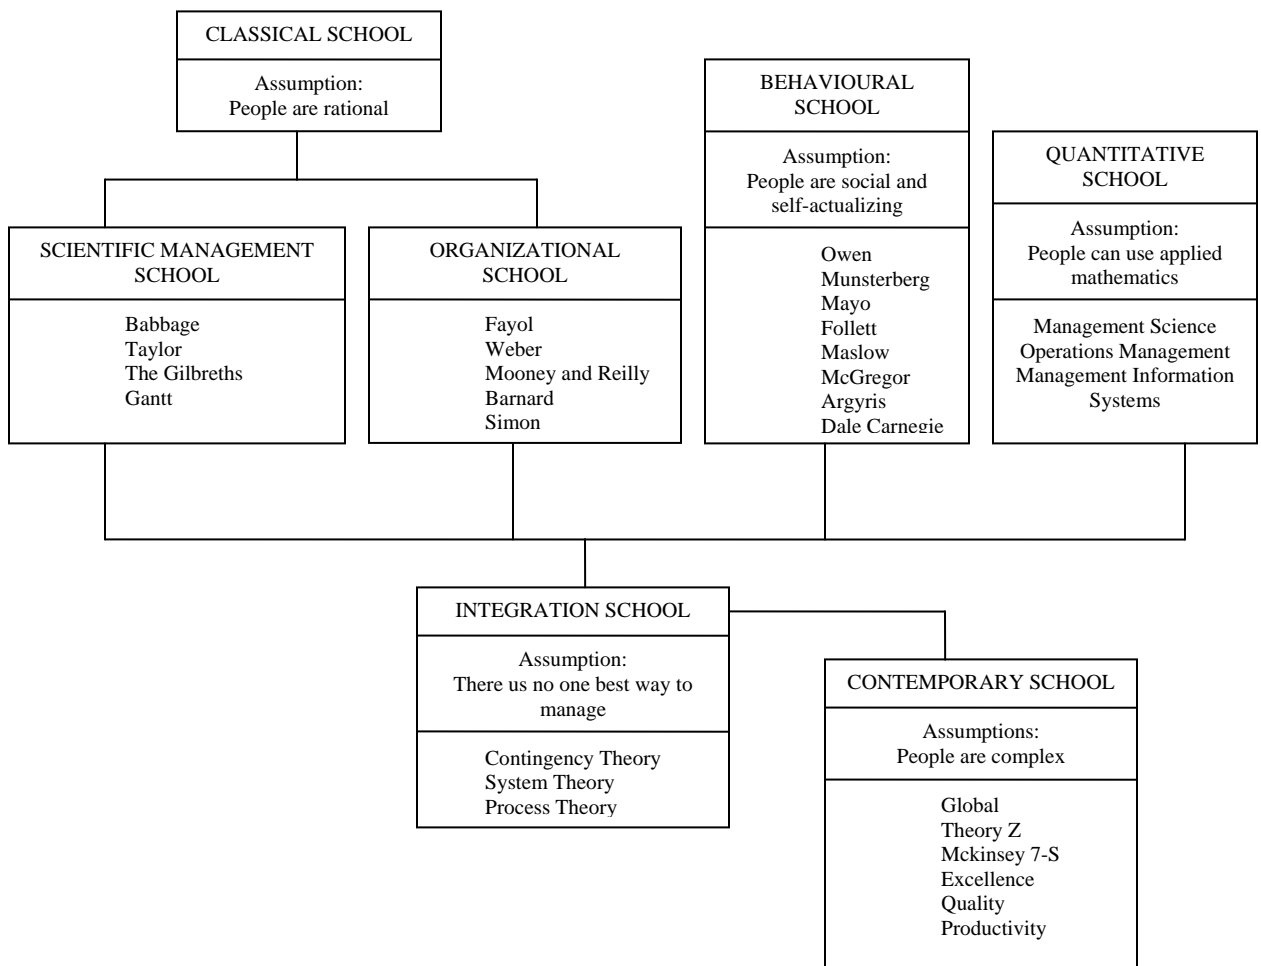 CLASSICAL SCHOOL
Assumption:
People are rational
BEHAVIOURAL
SCHOOL
Assumption:
People are social and
self-actualizing
Owen
Munsterberg
Mayo
Follett
Maslow
McGregor
Argyris
Dale Carnegie
QUANTITATIVE
SCHOOL
Assumption:
People can use applied
mathematics
Management Science
Operations Management
Management Information
Systems
SCIENTIFIC MANAGEMENT
SCHOOL
Babbage
Taylor
The Gilbreths
Gantt
ORGANIZATIONAL
SCHOOL
Fayol
Weber
Mooney and Reilly
Barnard
Simon
INTEGRATION SCHOOL
Assumption:
There us no one best way to
manage
Contingency Theory
System Theory
Process Theory
CONTEMPORARY SCHOOL
Assumptions:
People are complex
Global
Theory Z
Mckinsey 7-S
Excellence
Quality
Productivity